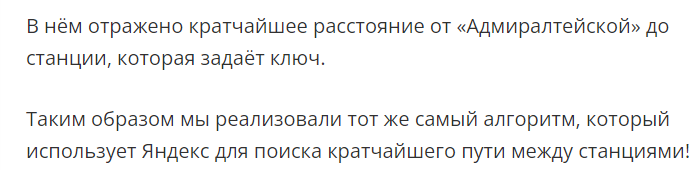 В нём отражено кратчайшее расстояние от «Адмиралтейской» до
станции, которая задаёт ключ.
Таким образом мы реализовали тот же самый алгоритм, который
использует Яндекс для поиска кратчайшего пути между станциями!